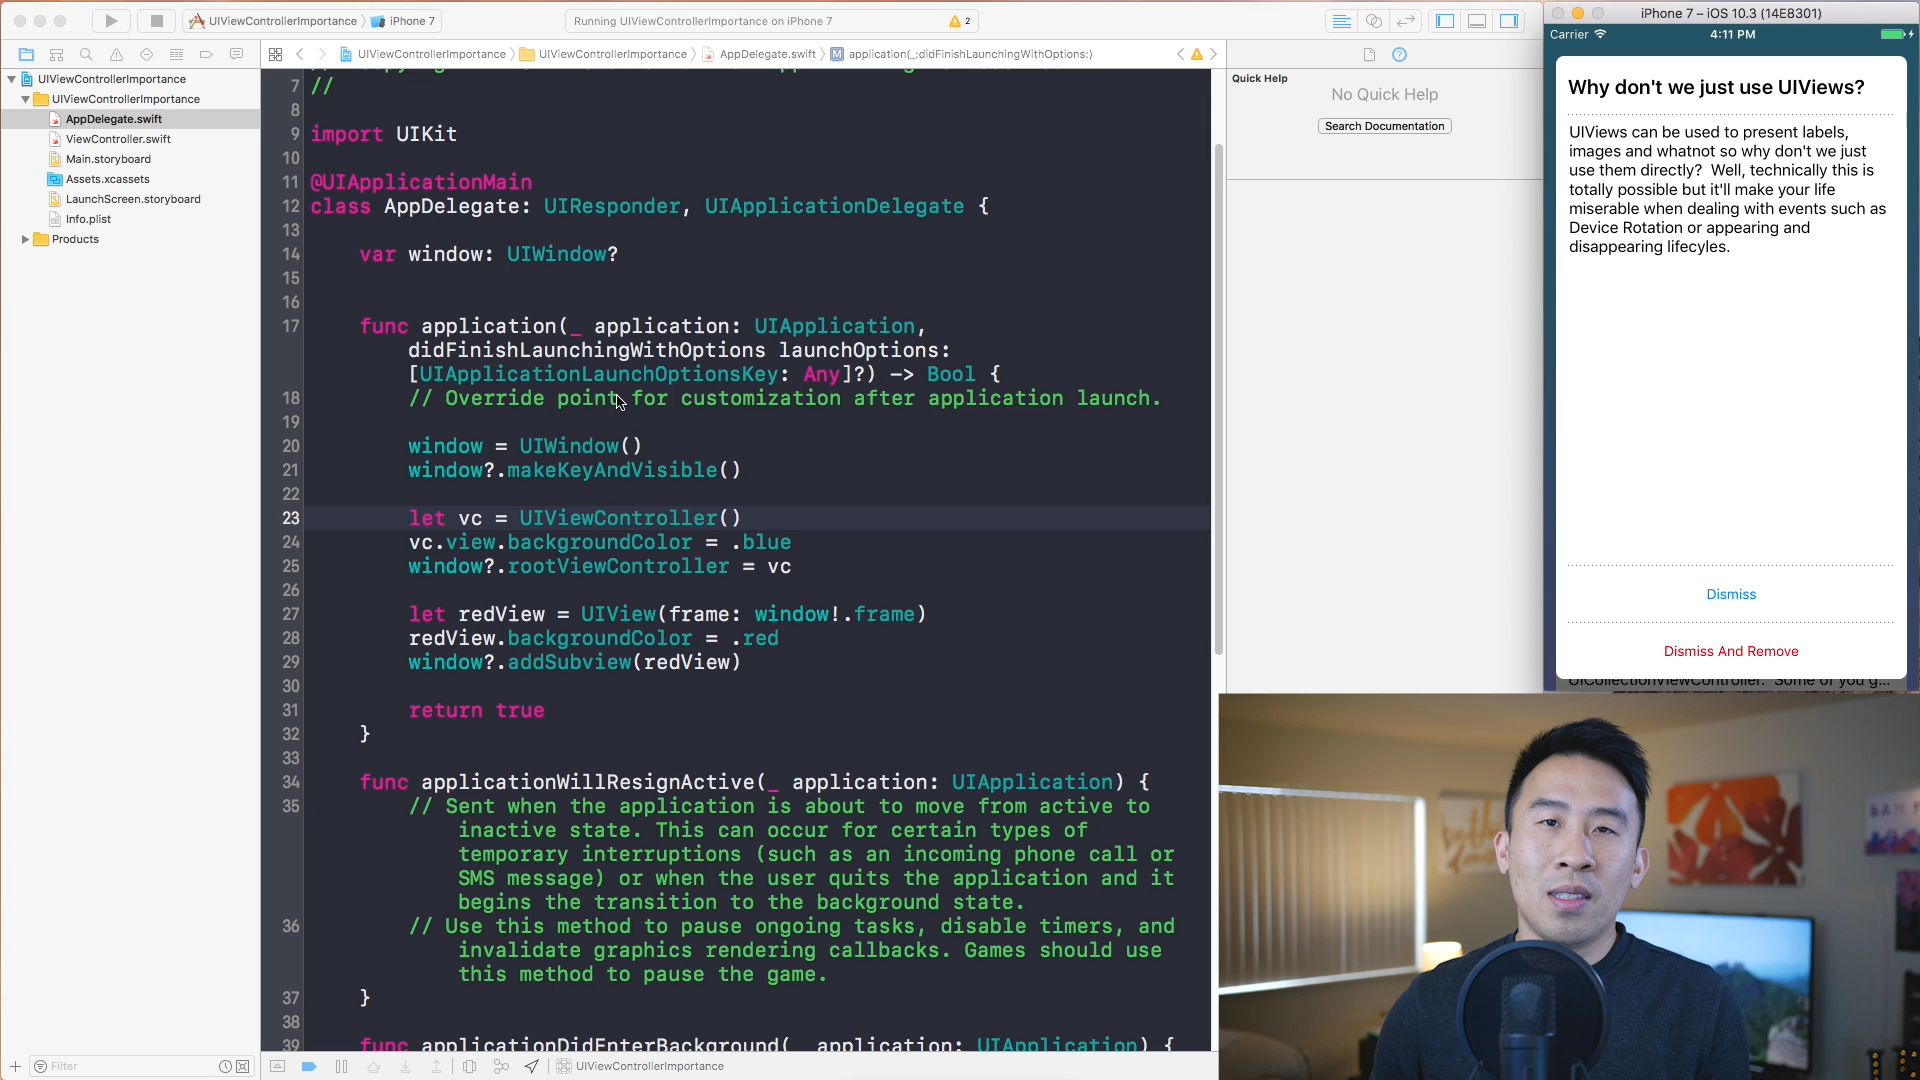 UIViewControllerImportance
iPhone 7
Running UIViewControllerImportance on iPhone 7
2
iPhone 7 – iOS 10.3 (14E8301)
UIViewControllerImportance
UIViewControllerImportance
AppDelegate.swift
application(_:didFinishLaunchingWithOptions:)
UIViewControllerImportance
UIViewControllerImportance
AppDelegate.swift
ViewController.swift
Main.storyboard
Assets.xcassets
LaunchScreen.storyboard
Info.plist
Products
Filter
7 //
8
9 import UIKit
10
11 @UIApplicationMain
12 class AppDelegate: UIResponder, UIApplicationDelegate {
13
14 var window: UIWindow?
15
16
17 func application(_ application: UIApplication,
didFinishLaunchingWithOptions launchOptions:
[UIApplicationLaunchOptionsKey: Any]?) -> Bool {
18 // Override point for customization after application launch.
19
20 window = UIWindow()
21 window?.makeKeyAndVisible()
22
23 let vc = UIViewController()
24 vc.view.backgroundColor = .blue
25 window?.rootViewController = vc
26
27 let redView = UIView(frame: window!.frame)
28 redView.backgroundColor = .red
29 window?.addSubview(redView)
30
31 return true
32 }
33
34 func applicationWillResignActive(_ application: UIApplication) {
35 // Sent when the application is about to move from active to
inactive state. This can occur for certain types of
temporary interruptions (such as an incoming phone call or
SMS message) or when the user quits the application and it
begins the transition to the background state.
36 // Use this method to pause ongoing tasks, disable timers, and
invalidate graphics rendering callbacks. Games should use
this method to pause the game.
37 }
38
39 func applicationDidEnterBackground(_ application: UIApplication) {
UIViewControllerImportance
Quick Help
No Quick Help
Search Documentation
Carrier
4:11 PM
Why don't we just use UIViews?
UIViews can be used to present labels,
images and whatnot so why don't we just
use them directly? Well, technically this is
totally possible but it'll make your life
miserable when dealing with events such as
Device Rotation or appearing and
disappearing lifecyles.
Dismiss
Dismiss And Remove
UICollectionViewController. Some of you g...